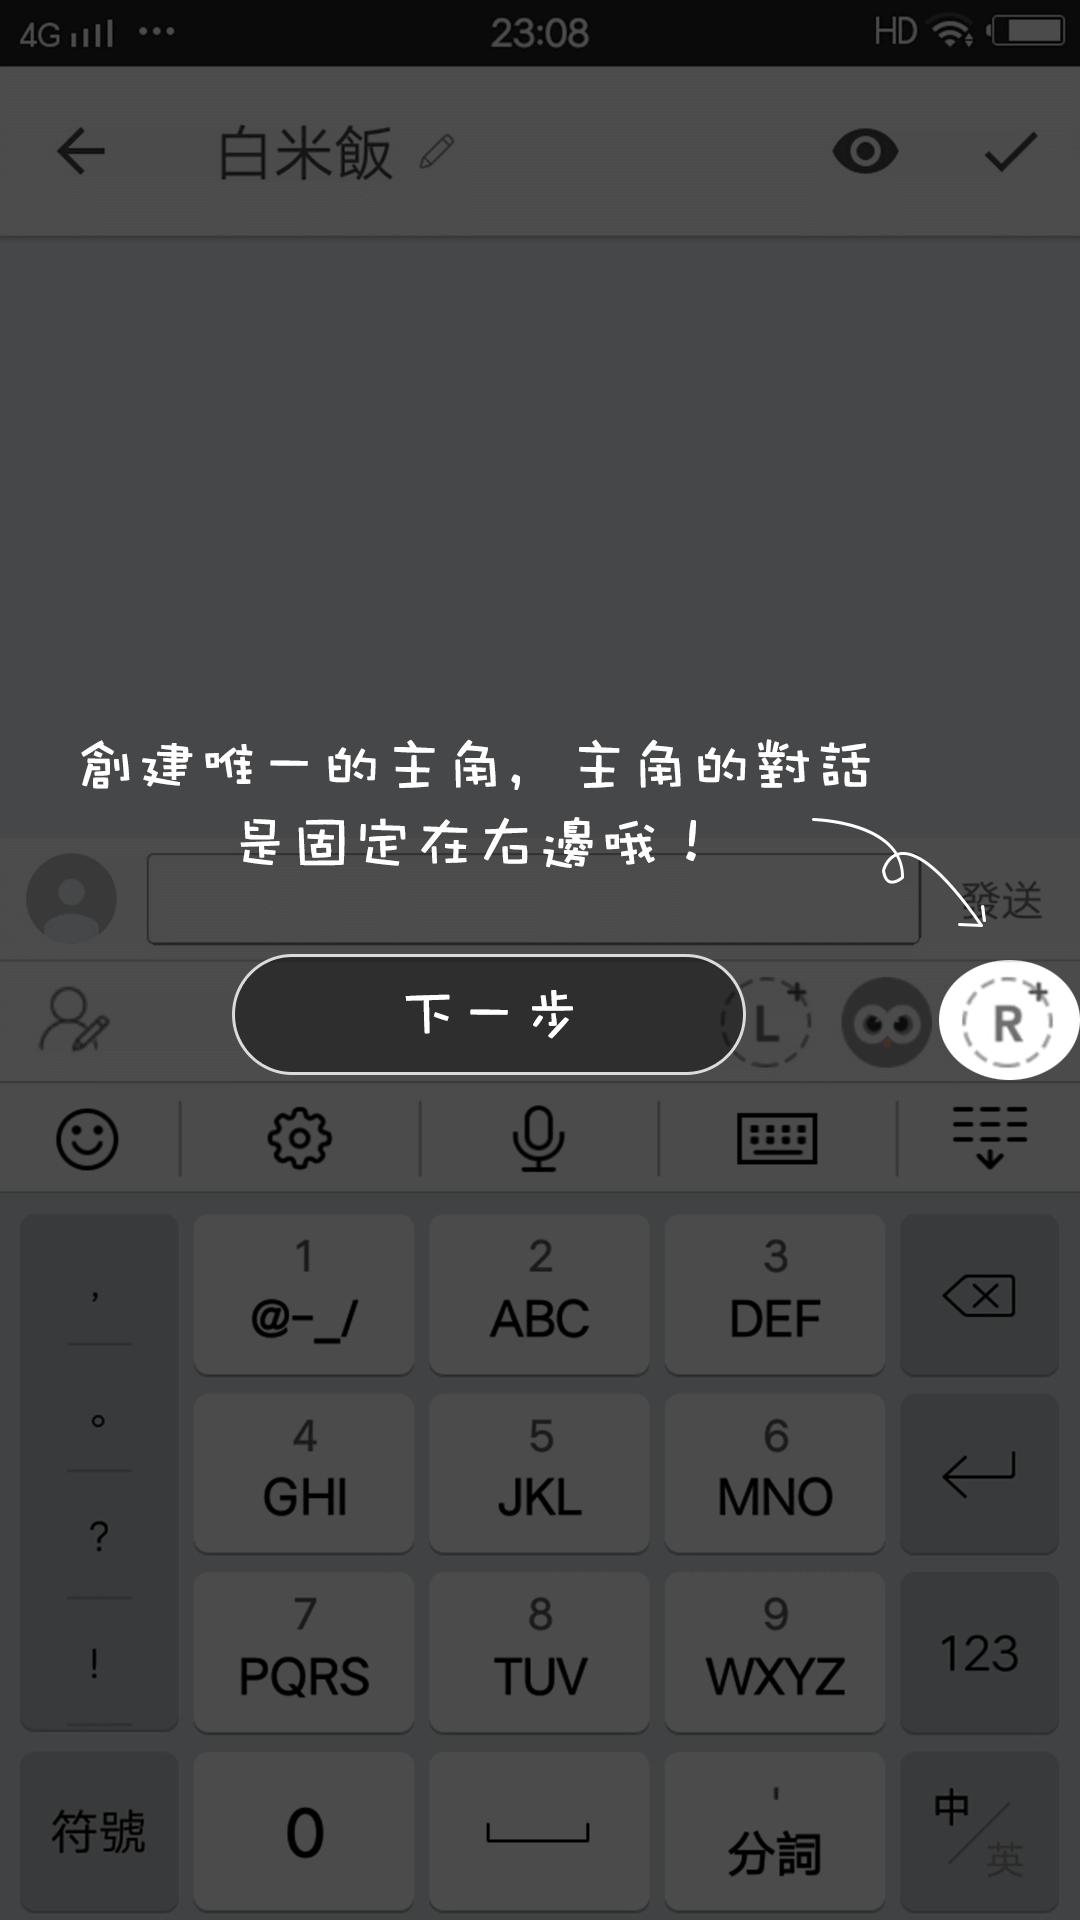 4G 23:08 HD
白米飯
創建唯一的主角, 主角的對話
是固定在右邊哦!
發送
下一步
L R
, 1 2 3
@-_/ ABC DEF
。 4 5 6
GHI JKL MNO
? 7 8 9
! PQRS TUV WXYZ 123
符號 0 ' 分詞 中/英